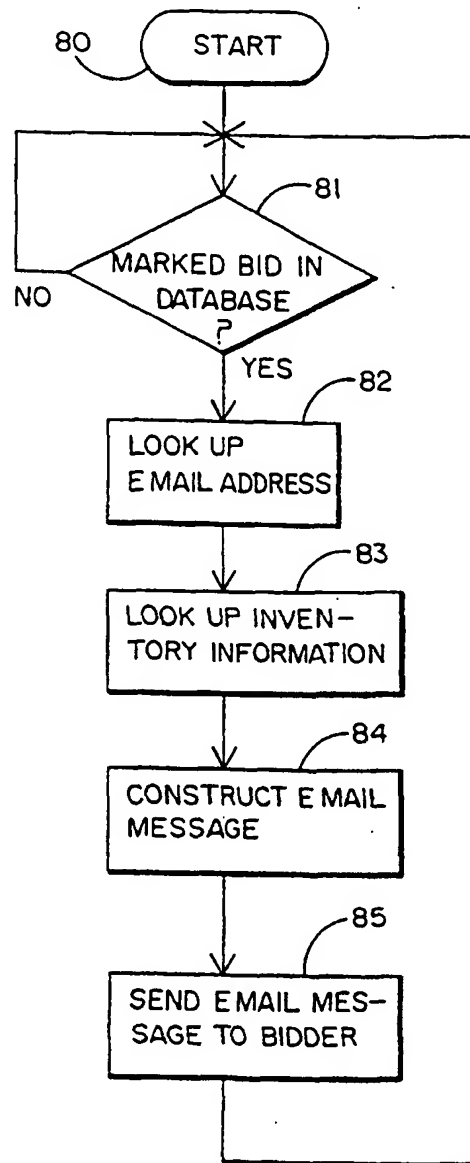 80
START
81
MARKED BID IN
DATABASE
?
NO
YES
82
LOOK UP
EMAIL ADDRESS
83
LOOK UP INVEN-
TORY INFORMATION
84
CONSTRUCT EMAIL
MESSAGE
85
SEND EMAIL MES-
SAGE TO BIDDER